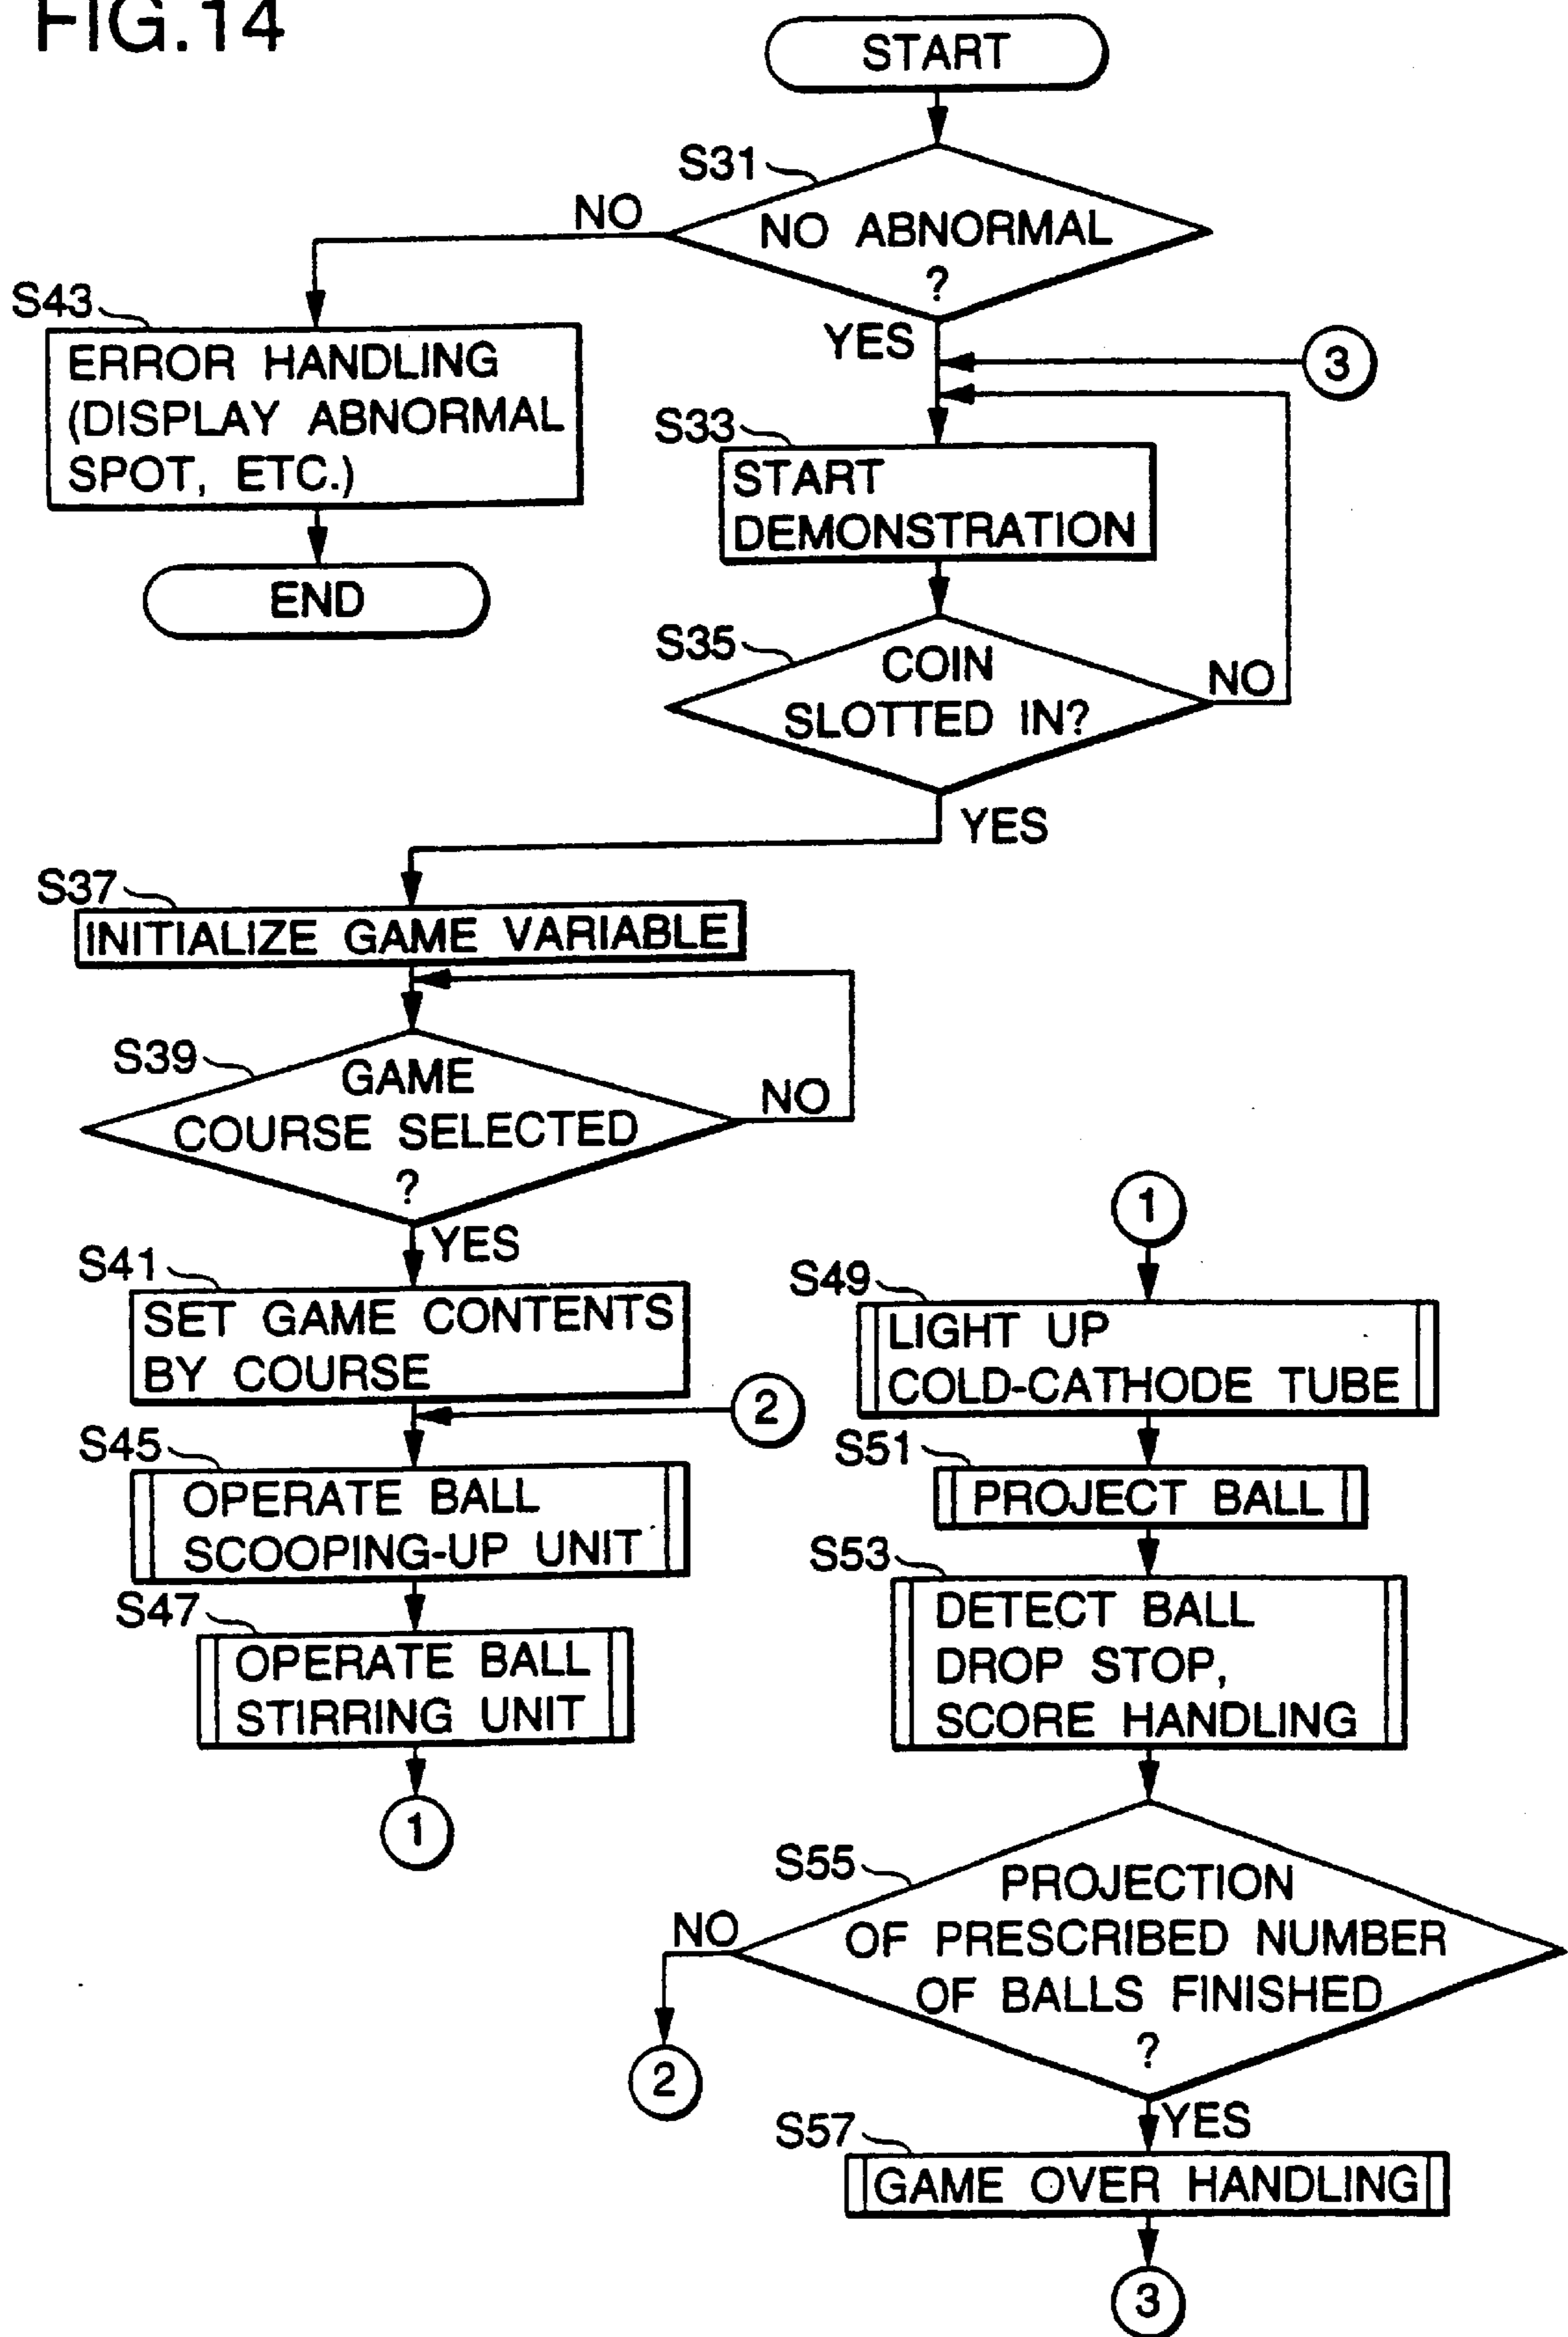 FIG.14
START
S31
NO ABNORMAL
?
NO
YES
3
S43
ERROR HANDLING
(DISPLAY ABNORMAL
SPOT, ETC.)
END
S33
START
DEMONSTRATION
S35
COIN
SLOTTED IN?
NO
YES
S37
INITIALIZE GAME VARIABLE
S39
GAME
COURSE SELECTED
?
NO
YES
S41
SET GAME CONTENTS
BY COURSE
2
S45
OPERATE BALL
SCOOPING-UP UNIT
S47
OPERATE BALL
STIRRING UNIT
1
1
S49
LIGHT UP
COLD-CATHODE TUBE
S51
PROJECT BALL
S53
DETECT BALL
DROP STOP,
SCORE HANDLING
S55
PROJECTION
OF PRESCRIBED NUMBER
OF BALLS FINISHED
?
NO
2
YES
S57
GAME OVER HANDLING
3